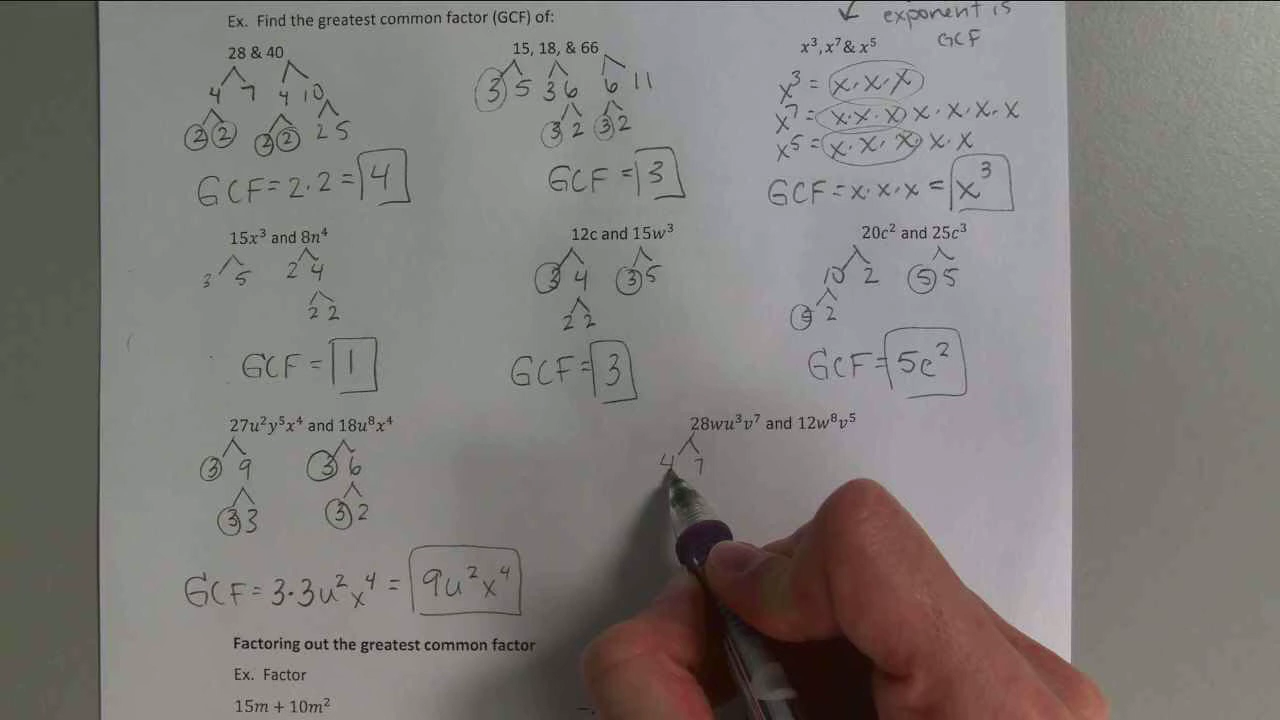 Ex. Find the greatest common factor (GCF) of:
exponent is
GCF
28 & 40
4 7 4 10
2 2 2 2 2 5
GCF = 2·2 = 4
15, 18, & 66
3 5 3 6 6 11
3 2 3 2
GCF = 3
x³, x⁷ & x⁵
x³ = x·x·x
x⁷ = x·x·x x·x·x·x
x⁵ = x·x·x·x·x
GCF = x·x·x = x³
15x³ and 8n⁴
3 5 2 4
2 2
GCF = 1
12c and 15w³
3 4 3 5
2 2
GCF = 3
20c² and 25c³
10 2 5 5
5 2
GCF = 5c²
27u²y⁵x⁴ and 18u⁸x⁴
3 9 3 6
3 3 3 2
GCF = 3·3u²x⁴ = 9u²x⁴
28wu³v⁷ and 12w⁸v⁵
4 7
Factoring out the greatest common factor
Ex. Factor
15m + 10m²